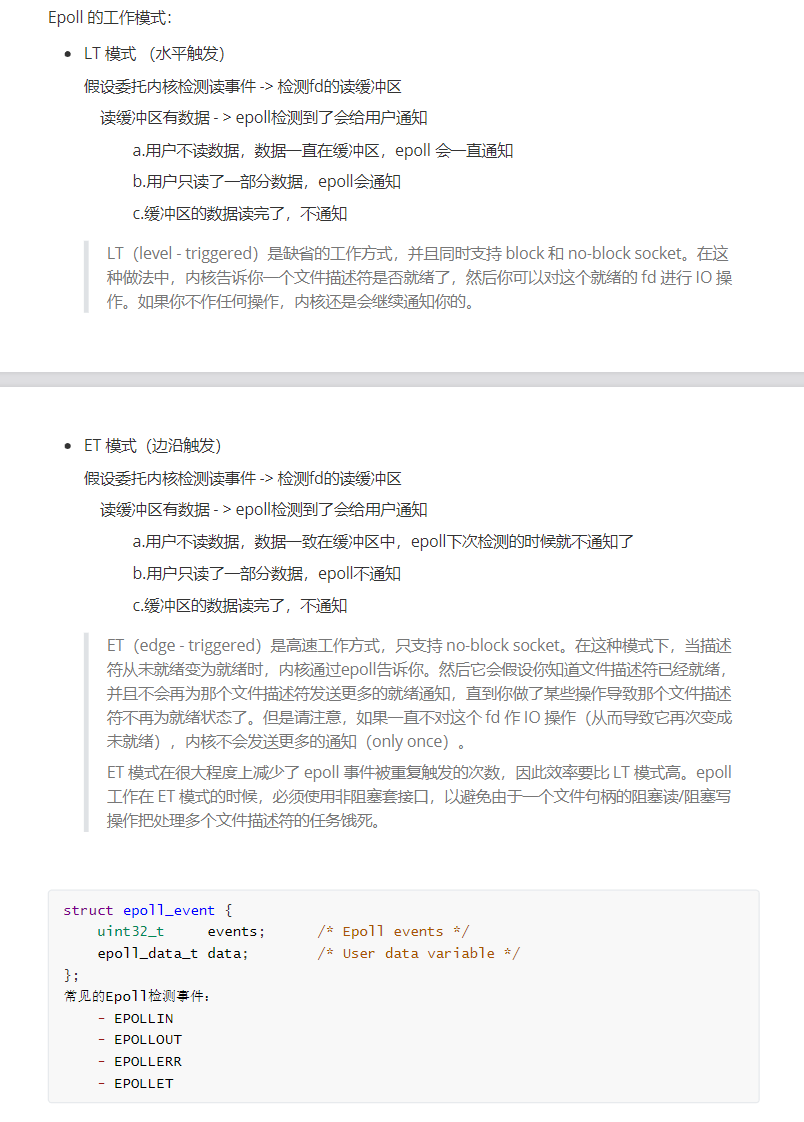 Epoll 的工作模式：
• LT 模式 （水平触发）
假设委托内核检测读事件 -> 检测fd的读缓冲区
读缓冲区有数据 - > epoll检测到了会给用户通知
a.用户不读数据，数据一直在缓冲区，epoll 会一直通知
b.用户只读了一部分数据，epoll会通知
c.缓冲区的数据读完了，不通知
LT（level - triggered）是缺省的工作方式，并且同时支持 block 和 no-block socket。在这
种做法中，内核告诉你一个文件描述符是否就绪了，然后你可以对这个就绪的 fd 进行 IO 操
作。如果你不作任何操作，内核还是会继续通知你的。
• ET 模式（边沿触发）
假设委托内核检测读事件 -> 检测fd的读缓冲区
读缓冲区有数据 - > epoll检测到了会给用户通知
a.用户不读数据，数据一致在缓冲区中，epoll下次检测的时候就不通知了
b.用户只读了一部分数据，epoll不通知
c.缓冲区的数据读完了，不通知
ET（edge - triggered）是高速工作方式，只支持 no-block socket。在这种模式下，当描述
符从未就绪变为就绪时，内核通过epoll告诉你。然后它会假设你知道文件描述符已经就绪，
并且不会再为那个文件描述符发送更多的就绪通知，直到你做了某些操作导致那个文件描述
符不再为就绪状态了。但是请注意，如果一直不对这个 fd 作 IO 操作（从而导致它再次变成
未就绪），内核不会发送更多的通知（only once）。
ET 模式在很大程度上减少了 epoll 事件被重复触发的次数，因此效率要比 LT 模式高。epoll
工作在 ET 模式的时候，必须使用非阻塞套接口，以避免由于一个文件句柄的阻塞读/阻塞写
操作把处理多个文件描述符的任务饿死。
struct epoll_event {
uint32_t     events;      /* Epoll events */
epoll_data_t data;        /* User data variable */
};
常见的Epoll检测事件：
- EPOLLIN
- EPOLLOUT
- EPOLLERR
- EPOLLET